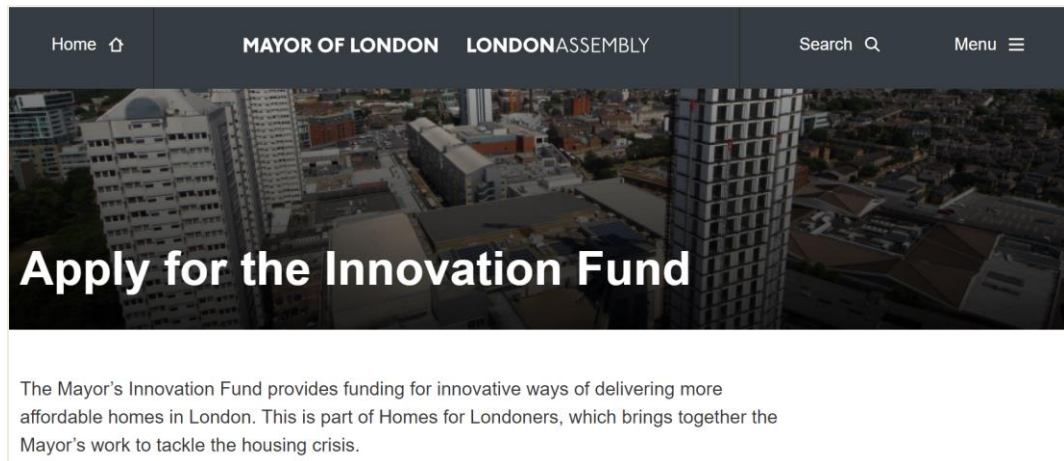 Home
MAYOR OF LONDON LONDONASSEMBLY
Search
Menu
Apply for the Innovation Fund
The Mayor’s Innovation Fund provides funding for innovative ways of delivering more
affordable homes in London. This is part of Homes for Londoners, which brings together the
Mayor’s work to tackle the housing crisis.